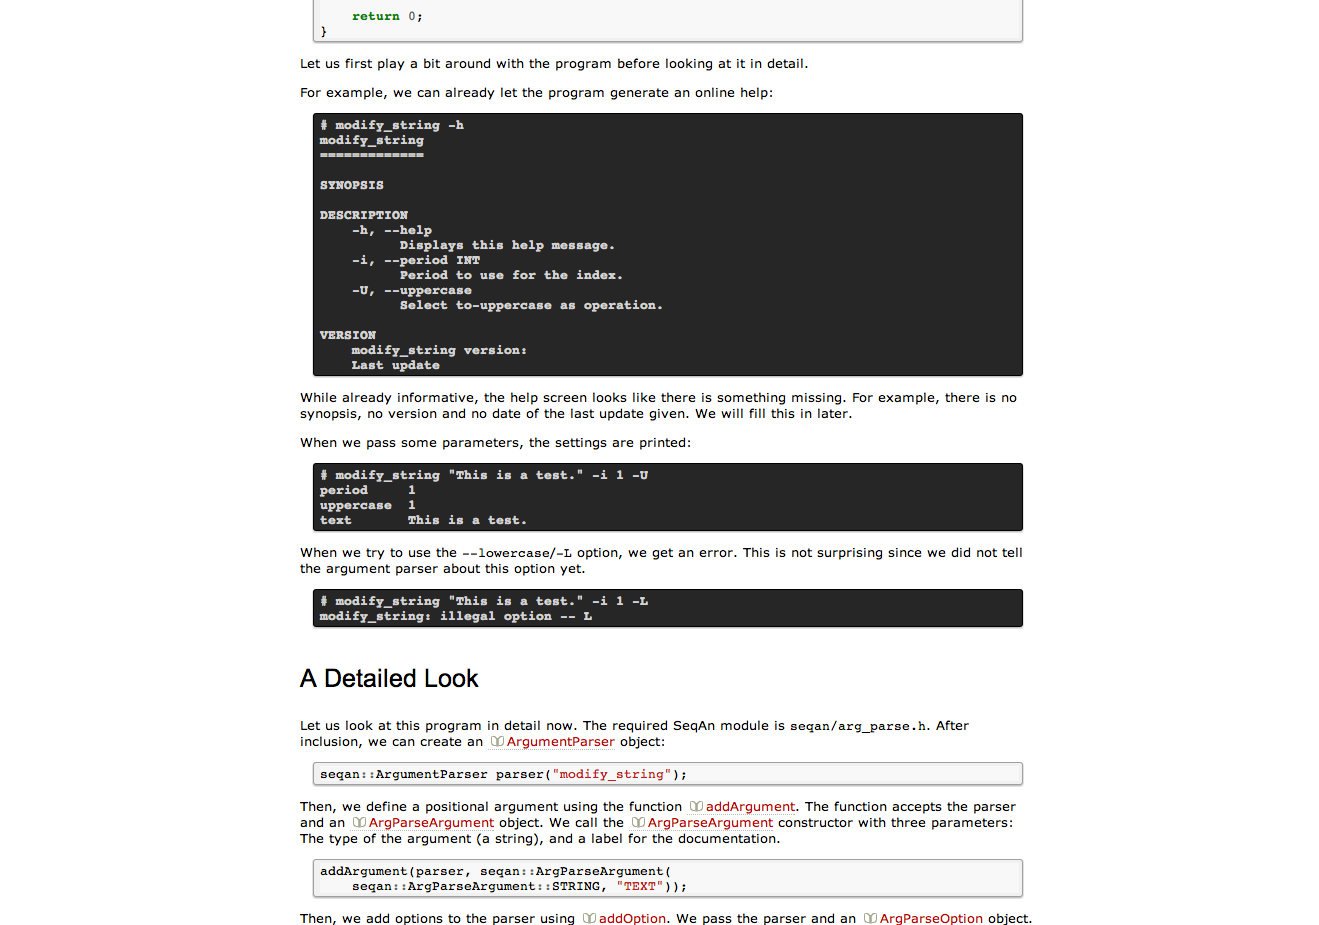 return 0;
}
Let us first play a bit around with the program before looking at it in detail.
For example, we can already let the program generate an online help:
# modify_string -h
modify_string
=============
SYNOPSIS
DESCRIPTION
-h, --help
Displays this help message.
-i, --period INT
Period to use for the index.
-U, --uppercase
Select to-uppercase as operation.
VERSION
modify_string version:
Last update
While already informative, the help screen looks like there is something missing. For example, there is no
synopsis, no version and no date of the last update given. We will fill this in later.
When we pass some parameters, the settings are printed:
# modify_string "This is a test." -i 1 -U
period     1
uppercase  1
text       This is a test.
When we try to use the --lowercase/-L option, we get an error. This is not surprising since we did not tell
the argument parser about this option yet.
# modify_string "This is a test." -i 1 -L
modify_string: illegal option -- L
A Detailed Look
Let us look at this program in detail now. The required SeqAn module is seqan/arg_parse.h. After
inclusion, we can create an ArgumentParser object:
seqan::ArgumentParser parser("modify_string");
Then, we define a positional argument using the function addArgument. The function accepts the parser
and an ArgParseArgument object. We call the ArgParseArgument constructor with three parameters:
The type of the argument (a string), and a label for the documentation.
addArgument(parser, seqan::ArgParseArgument(
seqan::ArgParseArgument::STRING, "TEXT"));
Then, we add options to the parser using addOption. We pass the parser and an ArgParseOption object.